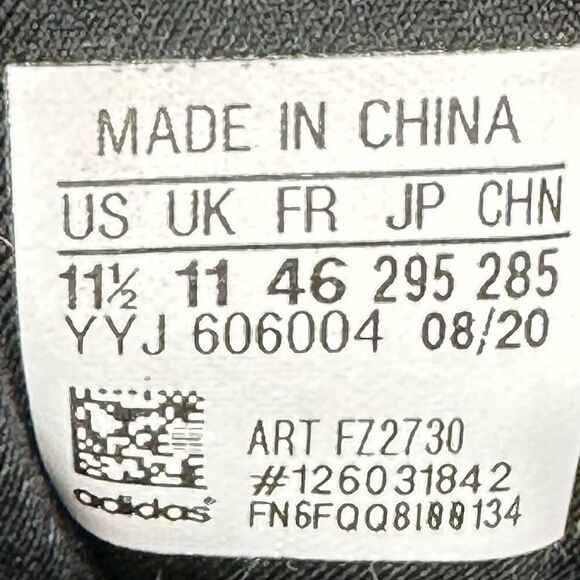 MADE IN CHINA
US UK FR JP CHN
11½ 11 46 295 285
YYJ 606004 08/20
ART FZ2730
#126031842
adidas